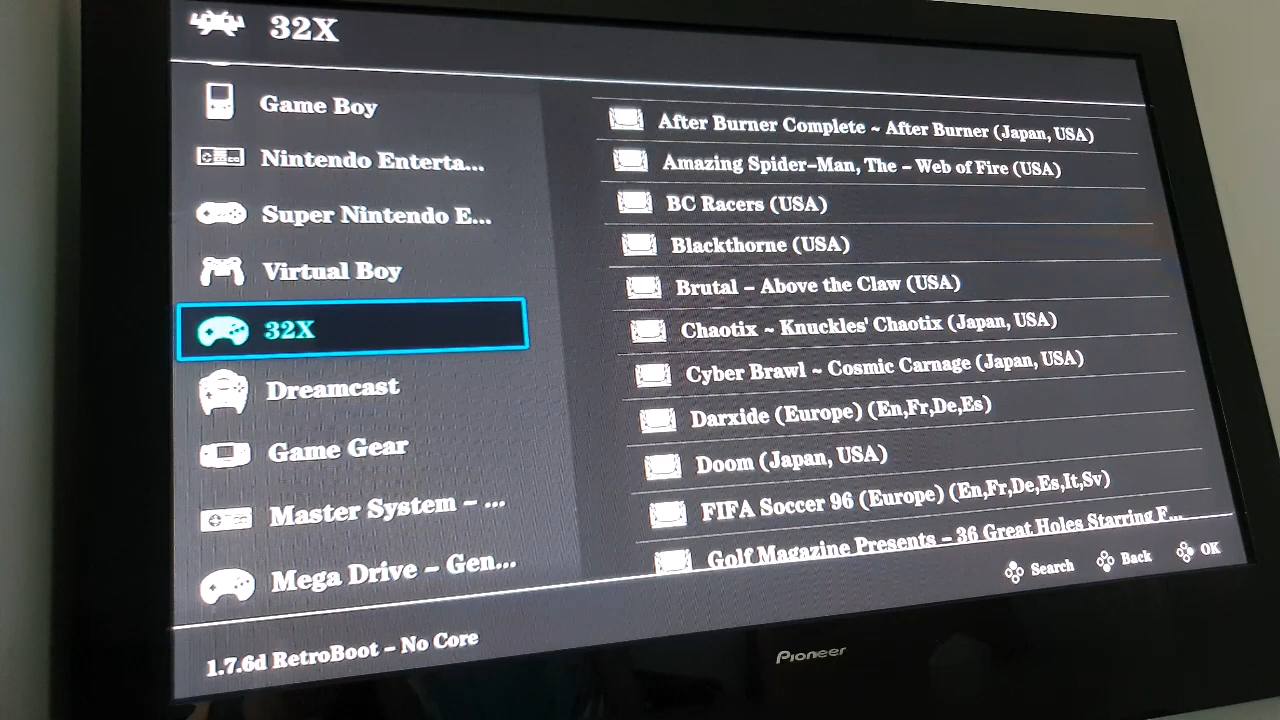 32X
Game Boy
Nintendo Enterta...
Super Nintendo E...
Virtual Boy
32X
Dreamcast
Game Gear
Master System – ...
Mega Drive – Gen...
After Burner Complete ~ After Burner (Japan, USA)
Amazing Spider–Man, The – Web of Fire (USA)
BC Racers (USA)
Blackthorne (USA)
Brutal – Above the Claw (USA)
Chaotix ~ Knuckles' Chaotix (Japan, USA)
Cyber Brawl ~ Cosmic Carnage (Japan, USA)
Darxide (Europe) (En,Fr,De,Es)
Doom (Japan, USA)
FIFA Soccer 96 (Europe) (En,Fr,De,Es,It,Sv)
Golf Magazine Presents – 36 Great Holes Starring F...
Search Back OK
1.7.6d RetroBoot – No Core
Pioneer